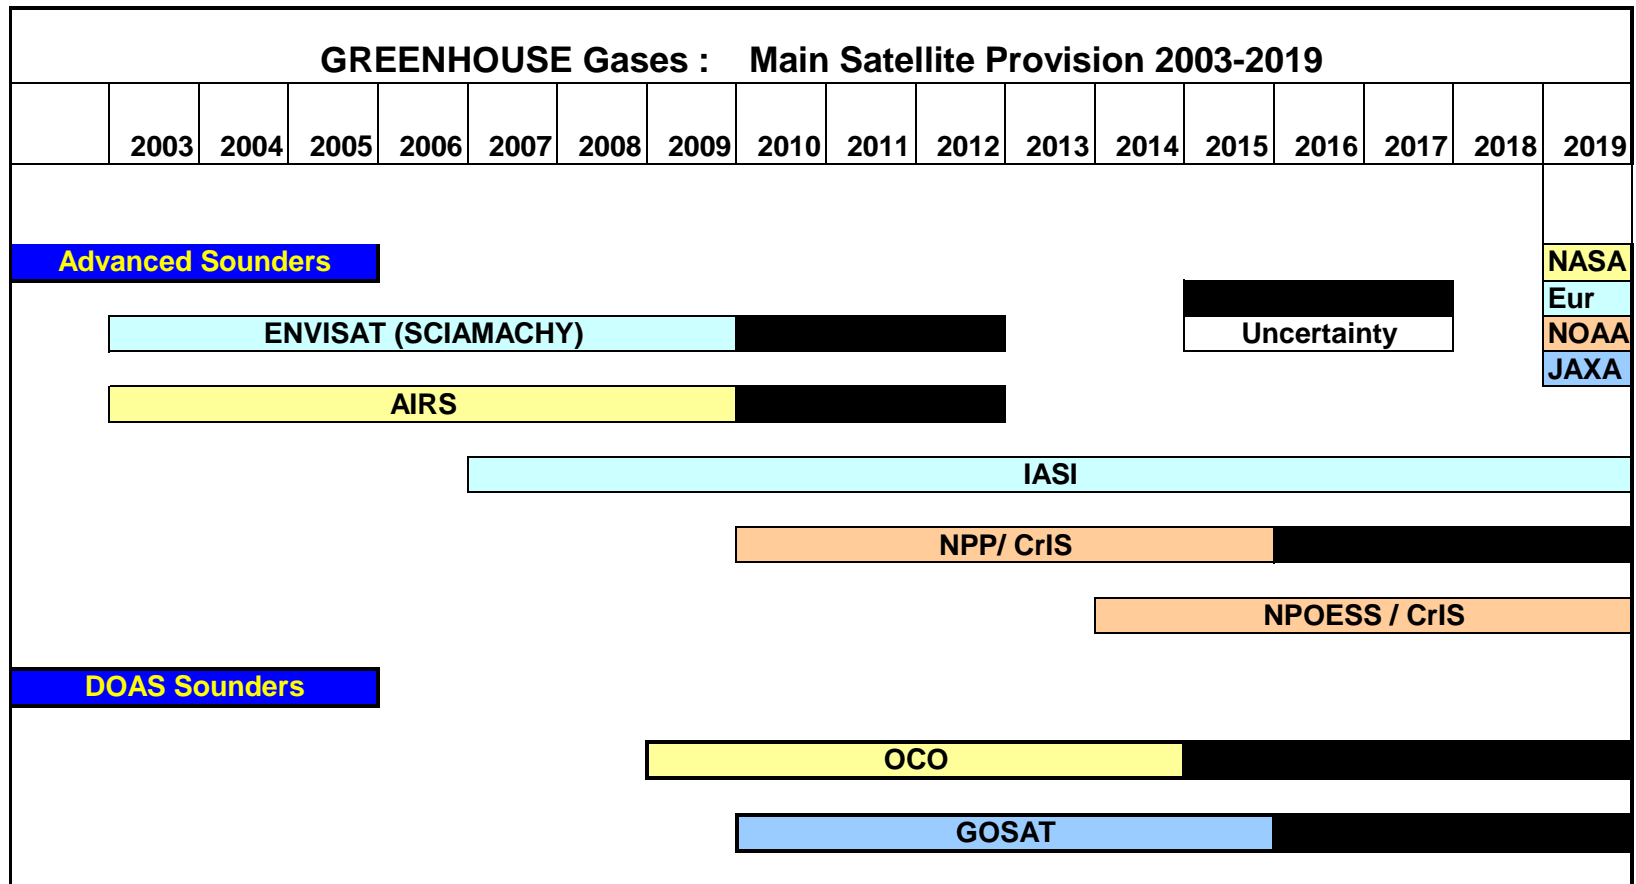 GREENHOUSE Gases : Main Satellite Provision 2003-2019
2003 2004 2005 2006 2007 2008 2009 2010 2011 2012 2013 2014 2015 2016 2017 2018 2019
Advanced Sounders
NASA
Eur
ENVISAT (SCIAMACHY)
Uncertainty
NOAA
JAXA
AIRS
IASI
NPP/ CrIS
NPOESS / CrIS
DOAS Sounders
OCO
GOSAT